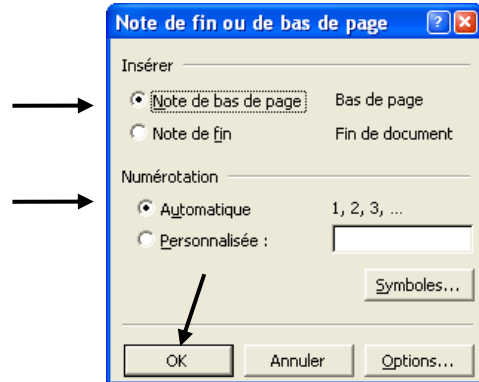 Note de fin ou de bas de page
Insérer
Note de bas de page Bas de page
Note de fin Fin de document
Numérotation
Automatique 1, 2, 3, ...
Personnalisée :
Symboles...
OK Annuler Options...